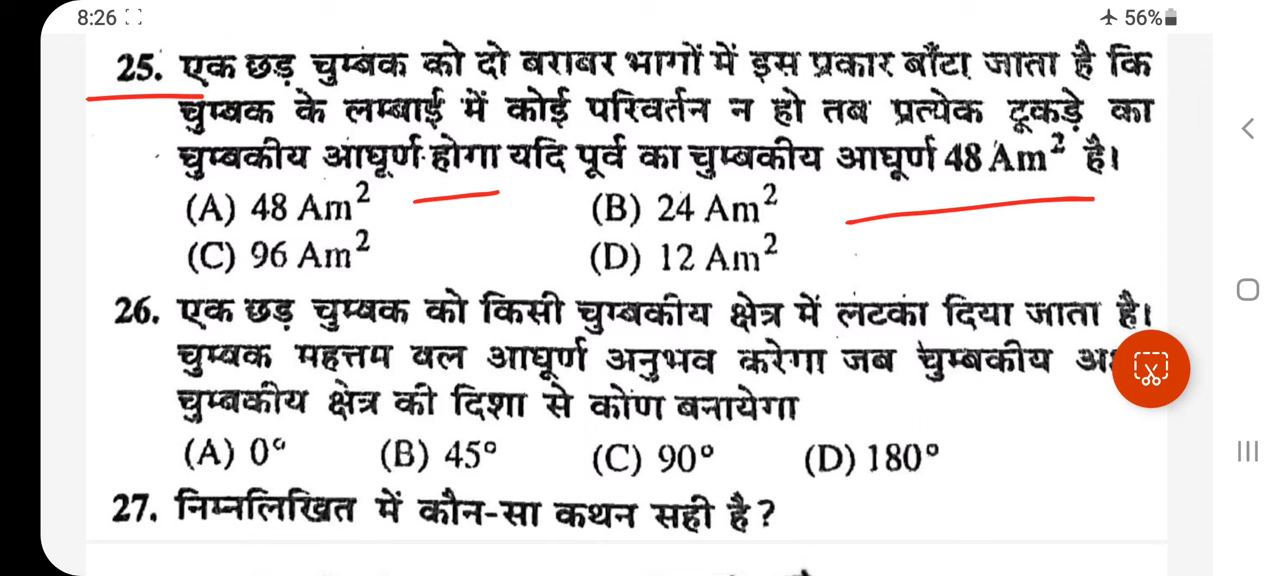 8:26
56%
25. एक छड़ चुम्बक को दो बराबर भागों में इस प्रकार बाँटा जाता है कि
चुम्बक के लम्बाई में कोई परिवर्तन न हो तब प्रत्येक टूकड़े का
चुम्बकीय आघूर्ण होगा यदि पूर्व का चुम्बकीय आघूर्ण 48 Am² है।
(A) 48 Am² (B) 24 Am²
(C) 96 Am² (D) 12 Am²
26. एक छड़ चुम्बक को किसी चुम्बकीय क्षेत्र में लटका दिया जाता है।
चुम्बक महत्तम बल आघूर्ण अनुभव करेगा जब चुम्बकीय
चुम्बकीय क्षेत्र की दिशा से कोण बनायेगा
(A) 0° (B) 45° (C) 90° (D) 180°
27. निम्नलिखित में कौन-सा कथन सही है?